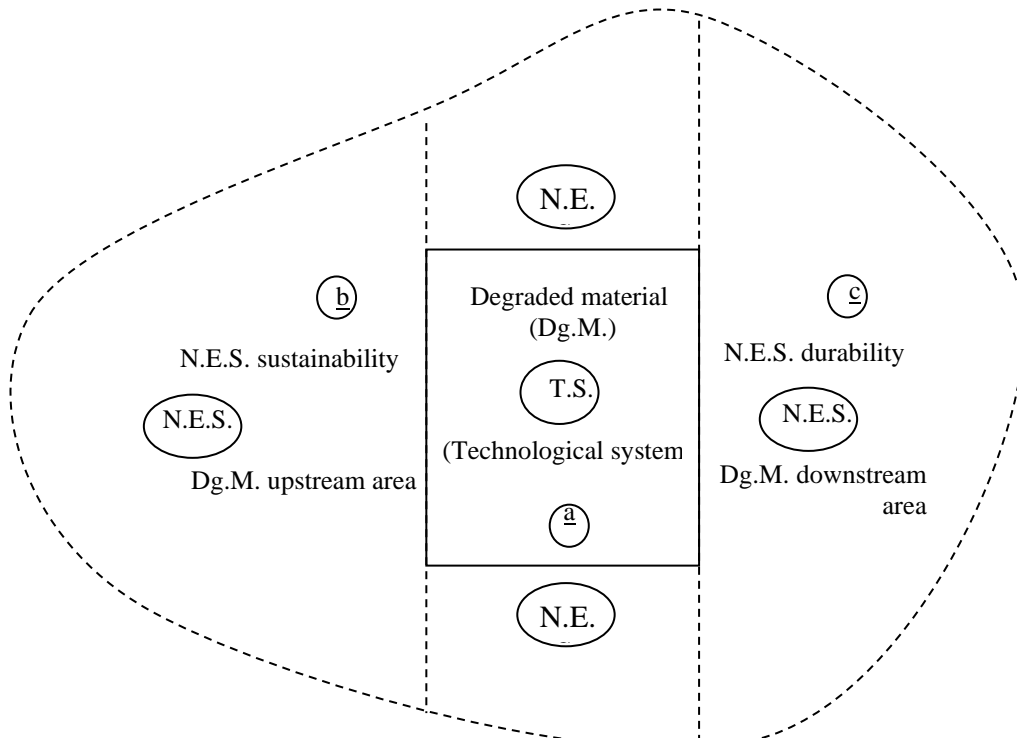 N.E.
b
Degraded material
(Dg.M.)
c
N.E.S. sustainability
N.E.S. durability
T.S.
N.E.S.
N.E.S.
(Technological system
Dg.M. upstream area
Dg.M. downstream
area
a
N.E.